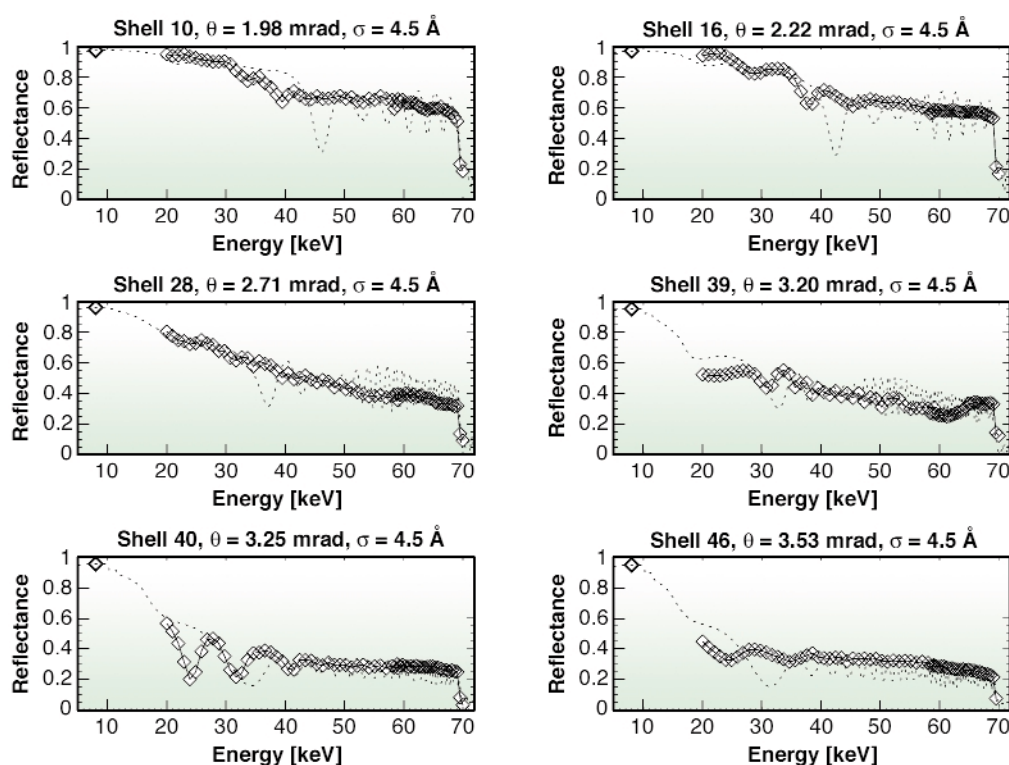 Shell 10, θ = 1.98 mrad, σ = 4.5 Å
Reflectance
1
0.8
0.6
0.4
0.2
0
10 20 30 40 50 60 70
Energy [keV]
Shell 16, θ = 2.22 mrad, σ = 4.5 Å
Reflectance
1
0.8
0.6
0.4
0.2
0
10 20 30 40 50 60 70
Energy [keV]
Shell 28, θ = 2.71 mrad, σ = 4.5 Å
Reflectance
1
0.8
0.6
0.4
0.2
0
10 20 30 40 50 60 70
Energy [keV]
Shell 39, θ = 3.20 mrad, σ = 4.5 Å
Reflectance
1
0.8
0.6
0.4
0.2
0
10 20 30 40 50 60 70
Energy [keV]
Shell 40, θ = 3.25 mrad, σ = 4.5 Å
Reflectance
1
0.8
0.6
0.4
0.2
0
10 20 30 40 50 60 70
Energy [keV]
Shell 46, θ = 3.53 mrad, σ = 4.5 Å
Reflectance
1
0.8
0.6
0.4
0.2
0
10 20 30 40 50 60 70
Energy [keV]